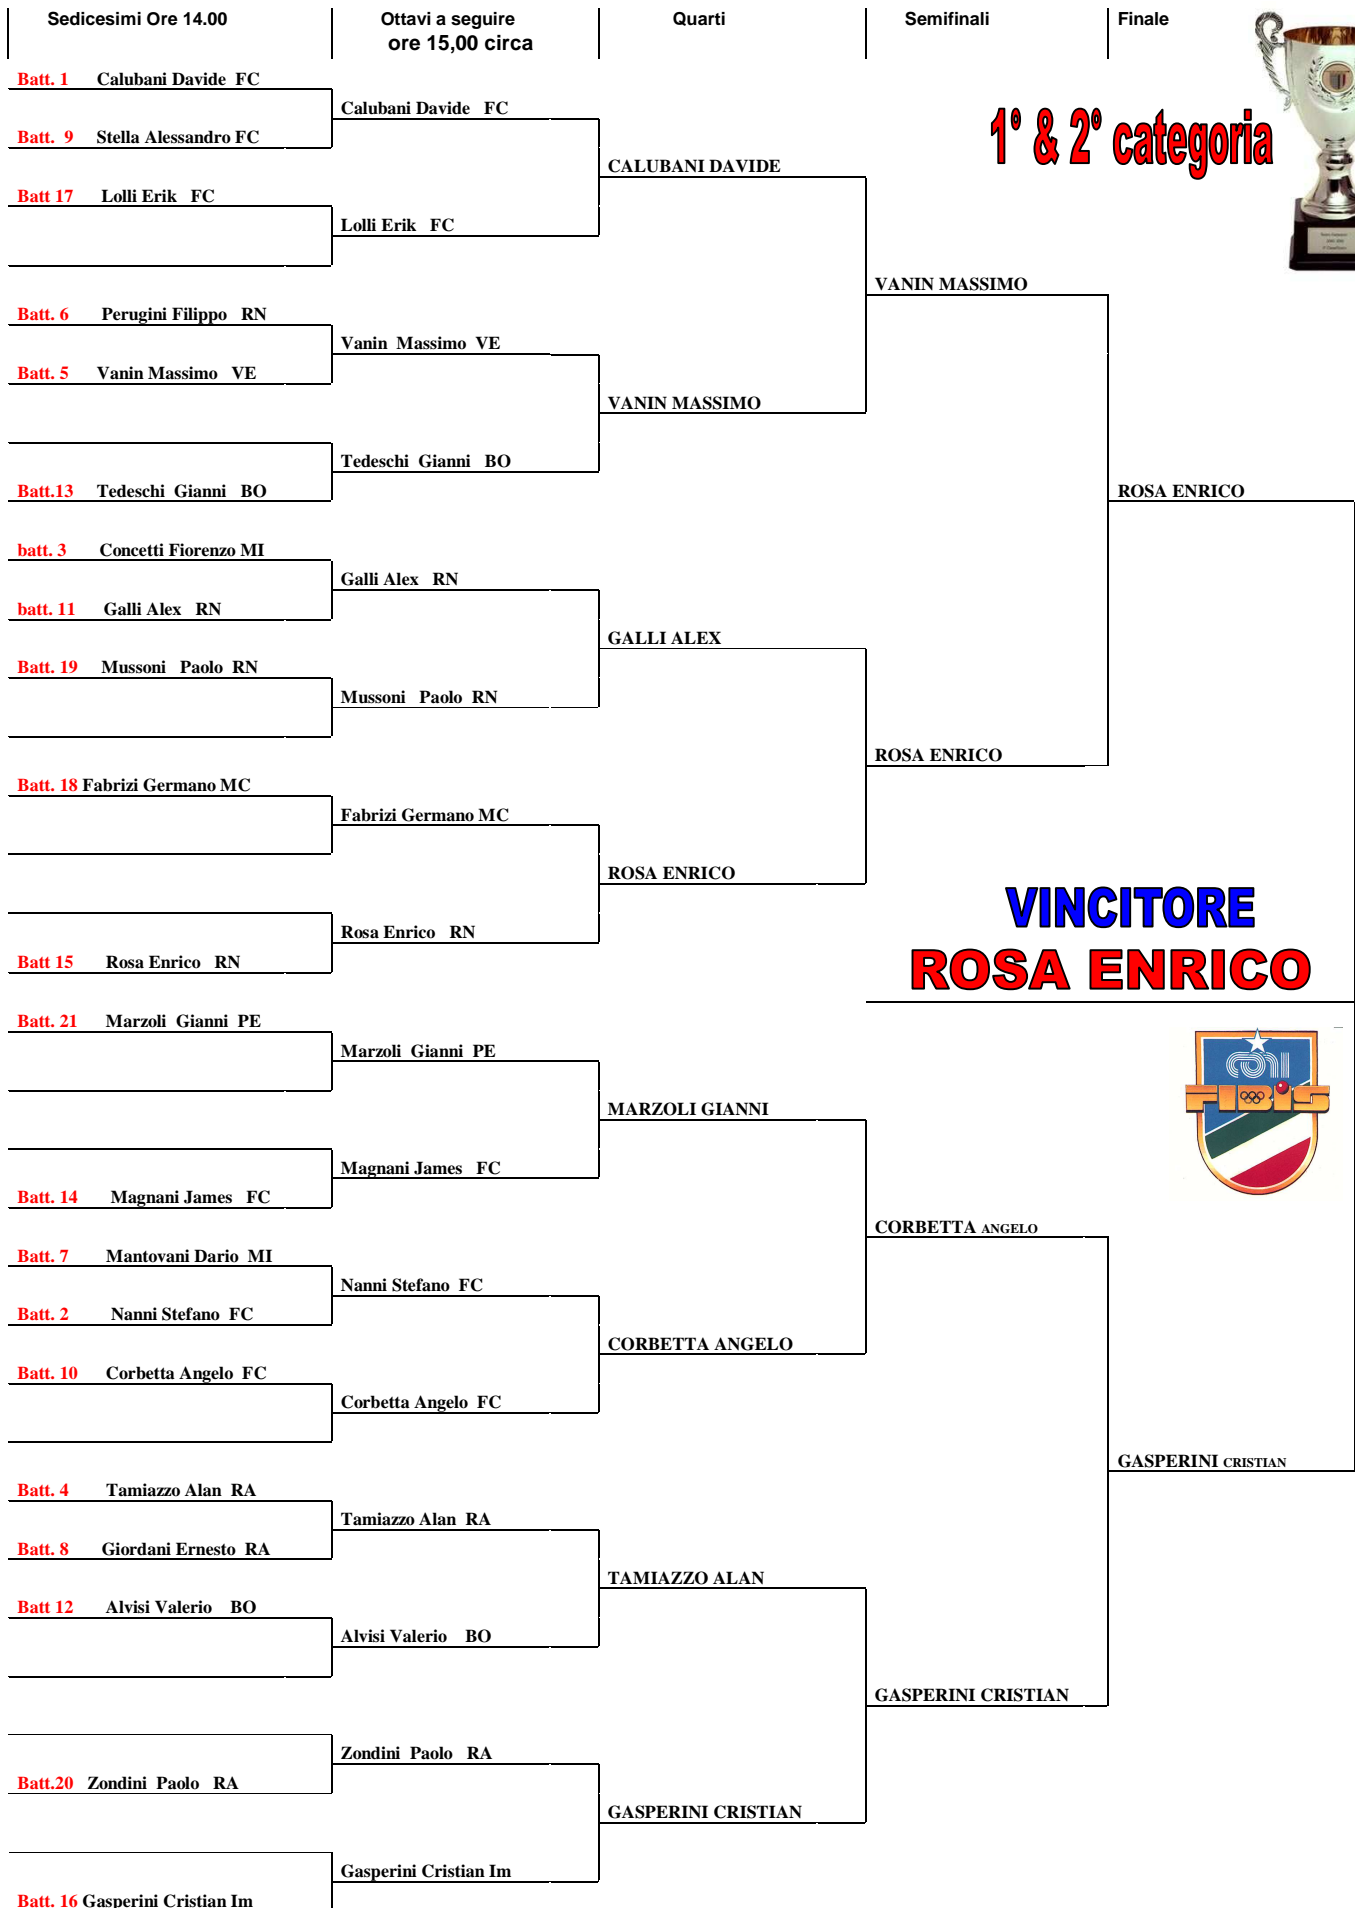 Sedicesimi Ore 14.00
Ottavi a seguire
ore 15,00 circa
Quarti
Semifinali
Finale
1° & 2° categoria
Batt. 1 Calubani Davide FC
Batt. 9 Stella Alessandro FC
Batt 17 Lolli Erik FC
Batt. 6 Perugini Filippo RN
Batt. 5 Vanin Massimo VE
Batt.13 Tedeschi Gianni BO
batt. 3 Concetti Fiorenzo MI
batt. 11 Galli Alex RN
Batt. 19 Mussoni Paolo RN
Batt. 18 Fabrizi Germano MC
Batt 15 Rosa Enrico RN
Batt. 21 Marzoli Gianni PE
Batt. 14 Magnani James FC
Batt. 7 Mantovani Dario MI
Batt. 2 Nanni Stefano FC
Batt. 10 Corbetta Angelo FC
Batt. 4 Tamiazzo Alan RA
Batt. 8 Giordani Ernesto RA
Batt 12 Alvisi Valerio BO
Batt.20 Zondini Paolo RA
Batt. 16 Gasperini Cristian Im
Calubani Davide FC
Lolli Erik FC
Vanin Massimo VE
Tedeschi Gianni BO
Galli Alex RN
Mussoni Paolo RN
Fabrizi Germano MC
Rosa Enrico RN
Marzoli Gianni PE
Magnani James FC
Nanni Stefano FC
Corbetta Angelo FC
Tamiazzo Alan RA
Alvisi Valerio BO
Zondini Paolo RA
Gasperini Cristian Im
CALUBANI DAVIDE
VANIN MASSIMO
GALLI ALEX
ROSA ENRICO
MARZOLI GIANNI
CORBETTA ANGELO
TAMIAZZO ALAN
GASPERINI CRISTIAN
VANIN MASSIMO
ROSA ENRICO
CORBETTA ANGELO
GASPERINI CRISTIAN
ROSA ENRICO
GASPERINI CRISTIAN
VINCITORE
ROSA ENRICO
CONI
FIBIS